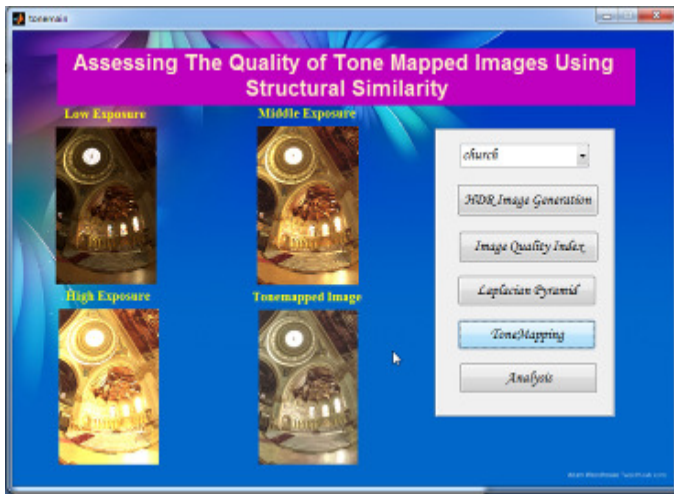 tonemain
Assessing The Quality of Tone Mapped Images Using
Structural Similarity
Low Exposure
Middle Exposure
church
HDR Image Generation
Image Quality Index
Laplacian Pyramid
High Exposure
Tonemapped Image
ToneMapping
Analysis